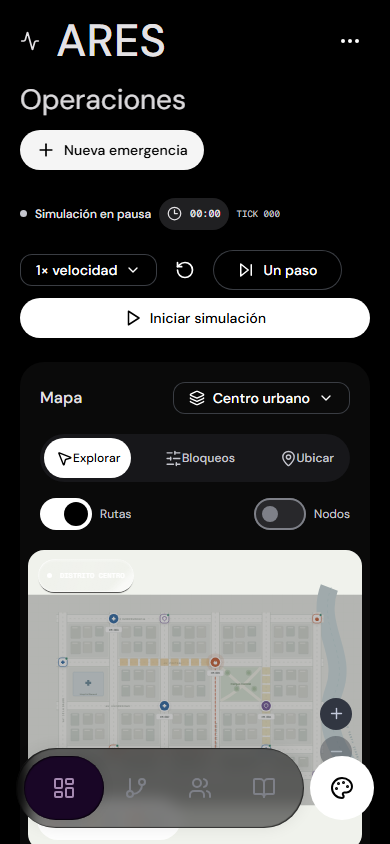 ARES
Operaciones
Nueva emergencia
Simulación en pausa 00:00 TICK 000
1× velocidad Un paso
Iniciar simulación
Mapa Centro urbano
Explorar Bloqueos Ubicar
Rutas Nodos